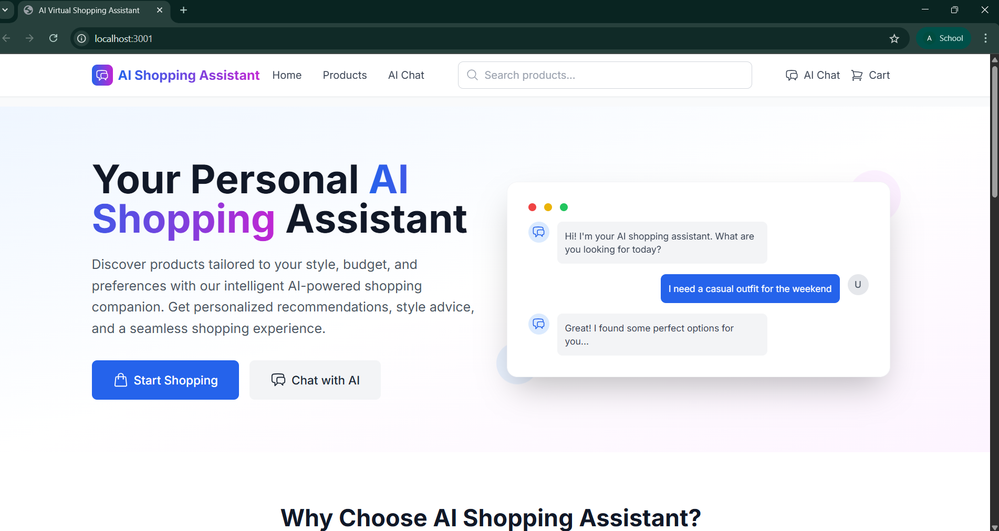 AI Virtual Shopping Assistant
localhost:3001
A School
AI Shopping Assistant Home Products AI Chat Search products... AI Chat Cart
Your Personal AI
Shopping Assistant
Discover products tailored to your style, budget, and
preferences with our intelligent AI-powered shopping
companion. Get personalized recommendations, style advice,
and a seamless shopping experience.
Start Shopping Chat with AI
Hi! I'm your AI shopping assistant. What are
you looking for today?
I need a casual outfit for the weekend
U
Great! I found some perfect options for
you...
Why Choose AI Shopping Assistant?